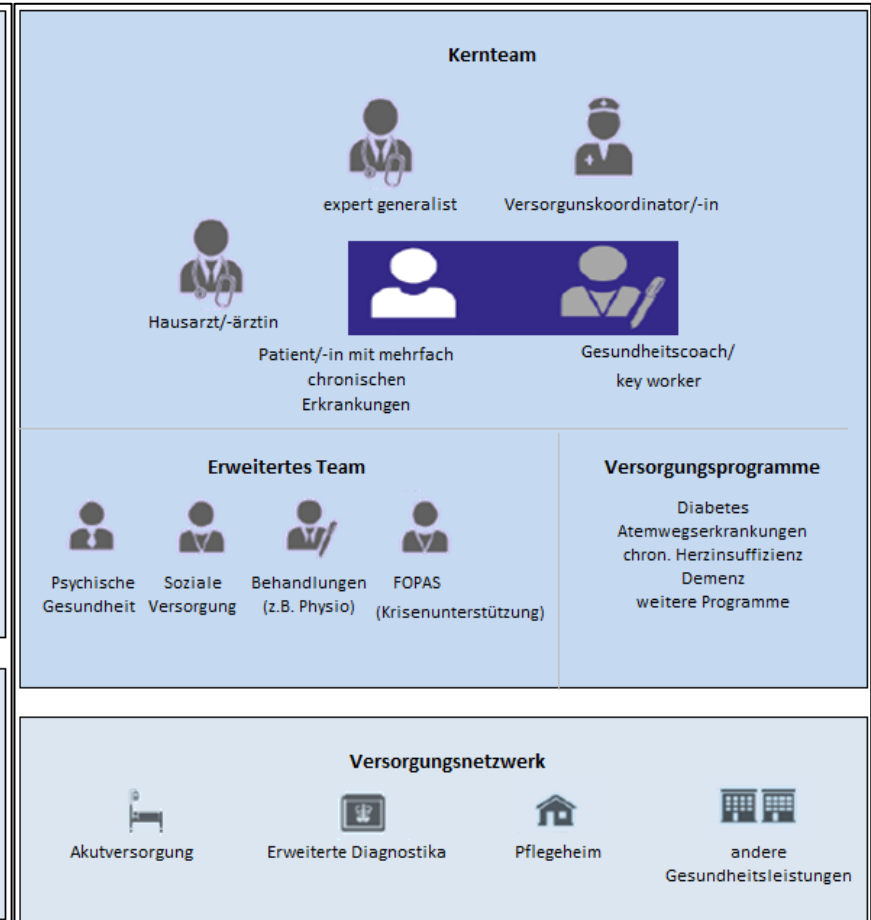 Kernteam
expert generalist
Versorgunskoordinator/-in
Hausarzt/-ärztin
Patient/-in mit mehrfach
chronischen
Erkrankungen
Gesundheitscoach/
key worker
Erweitertes Team
Psychische
Gesundheit
Soziale
Versorgung
Behandlungen
(z.B. Physio)
FOPAS
(Krisenunterstützung)
Versorgungsprogramme
Diabetes
Atemwegserkrankungen
chron. Herzinsuffizienz
Demenz
weitere Programme
Versorgungsnetzwerk
Akutversorgung
Erweiterte Diagnostika
Pflegeheim
andere
Gesundheitsleistungen